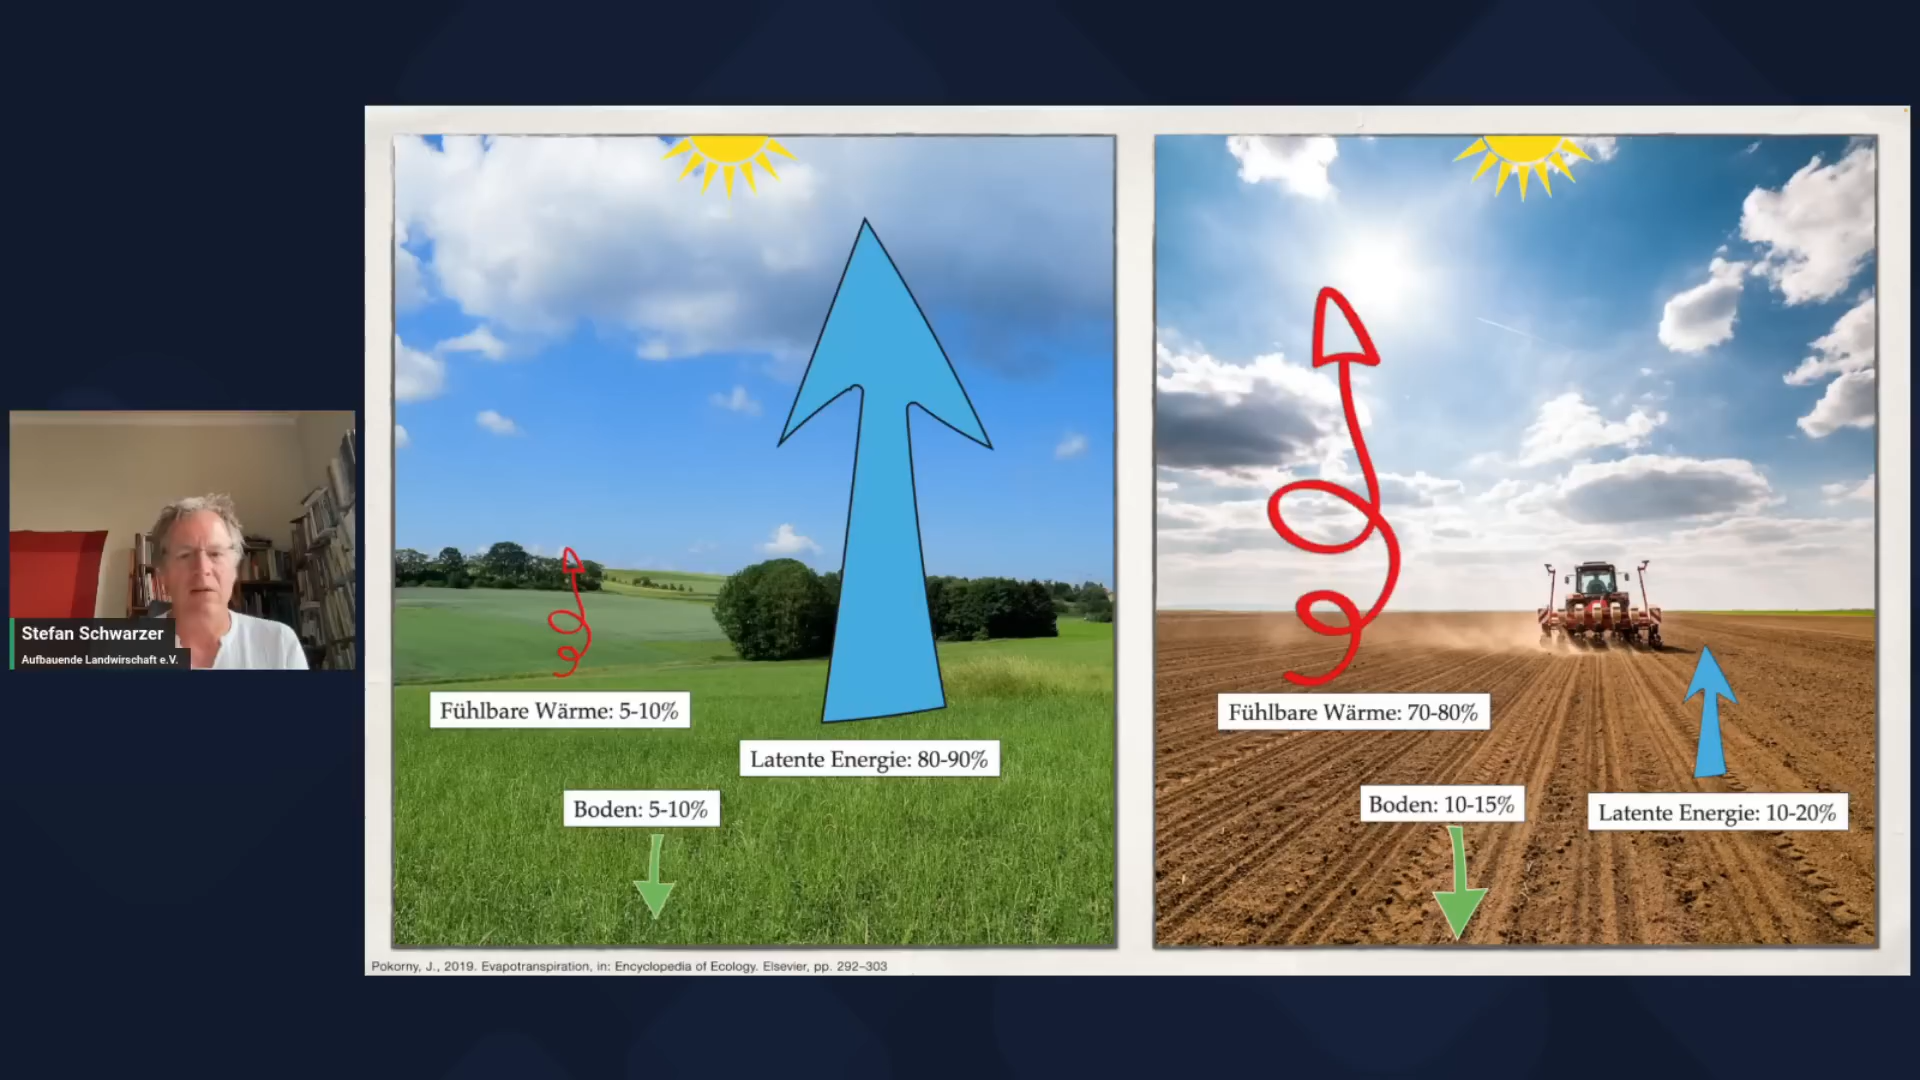 Stefan Schwarzer
Aufbauende Landwirschaft e.V.
Fühlbare Wärme: 5-10%
Latente Energie: 80-90%
Boden: 5-10%
Fühlbare Wärme: 70-80%
Boden: 10-15%
Latente Energie: 10-20%
Pokorny, J., 2019. Evapotranspiration, in: Encyclopedia of Ecology. Elsevier, pp. 292–303